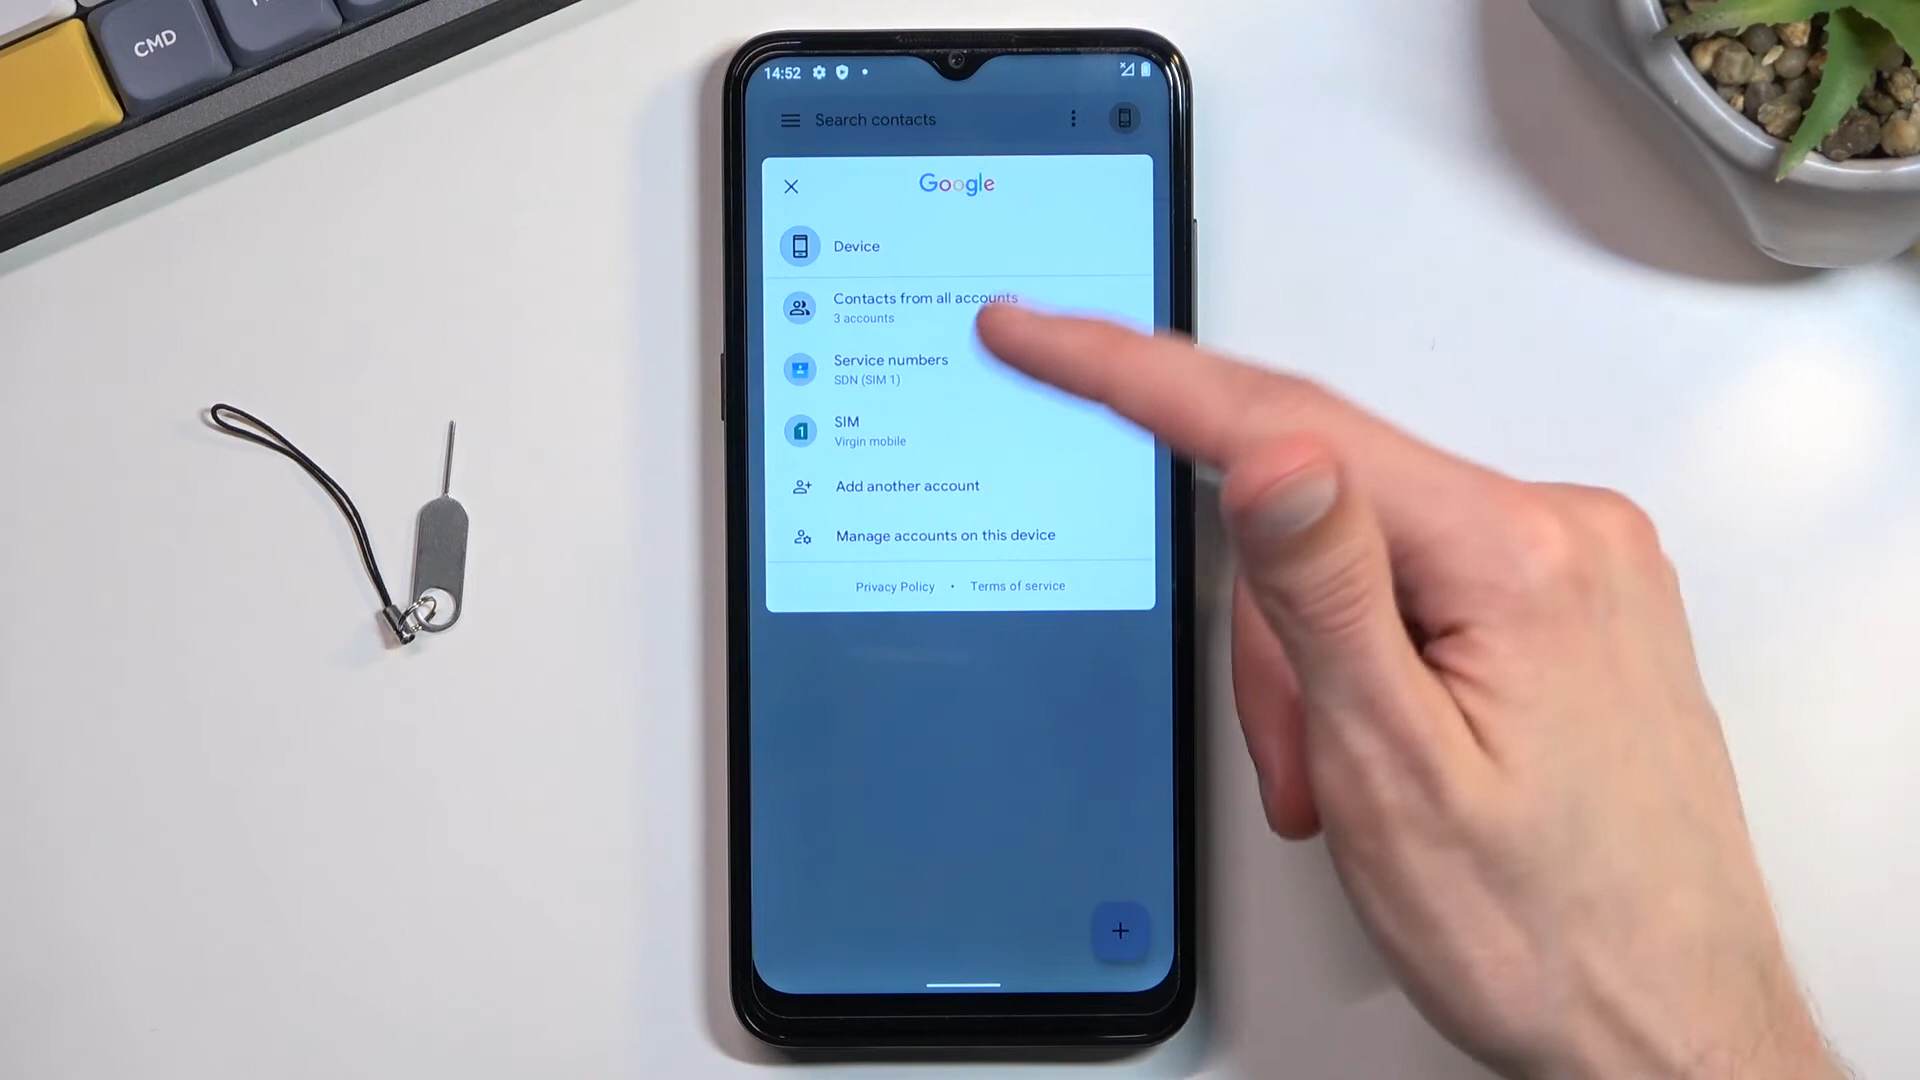 CMD
14:52
Search contacts
Google
Device
Contacts from all accounts
3 accounts
Service numbers
SDN (SIM 1)
1
SIM
Virgin mobile
Add another account
Manage accounts on this device
Privacy Policy • Terms of service